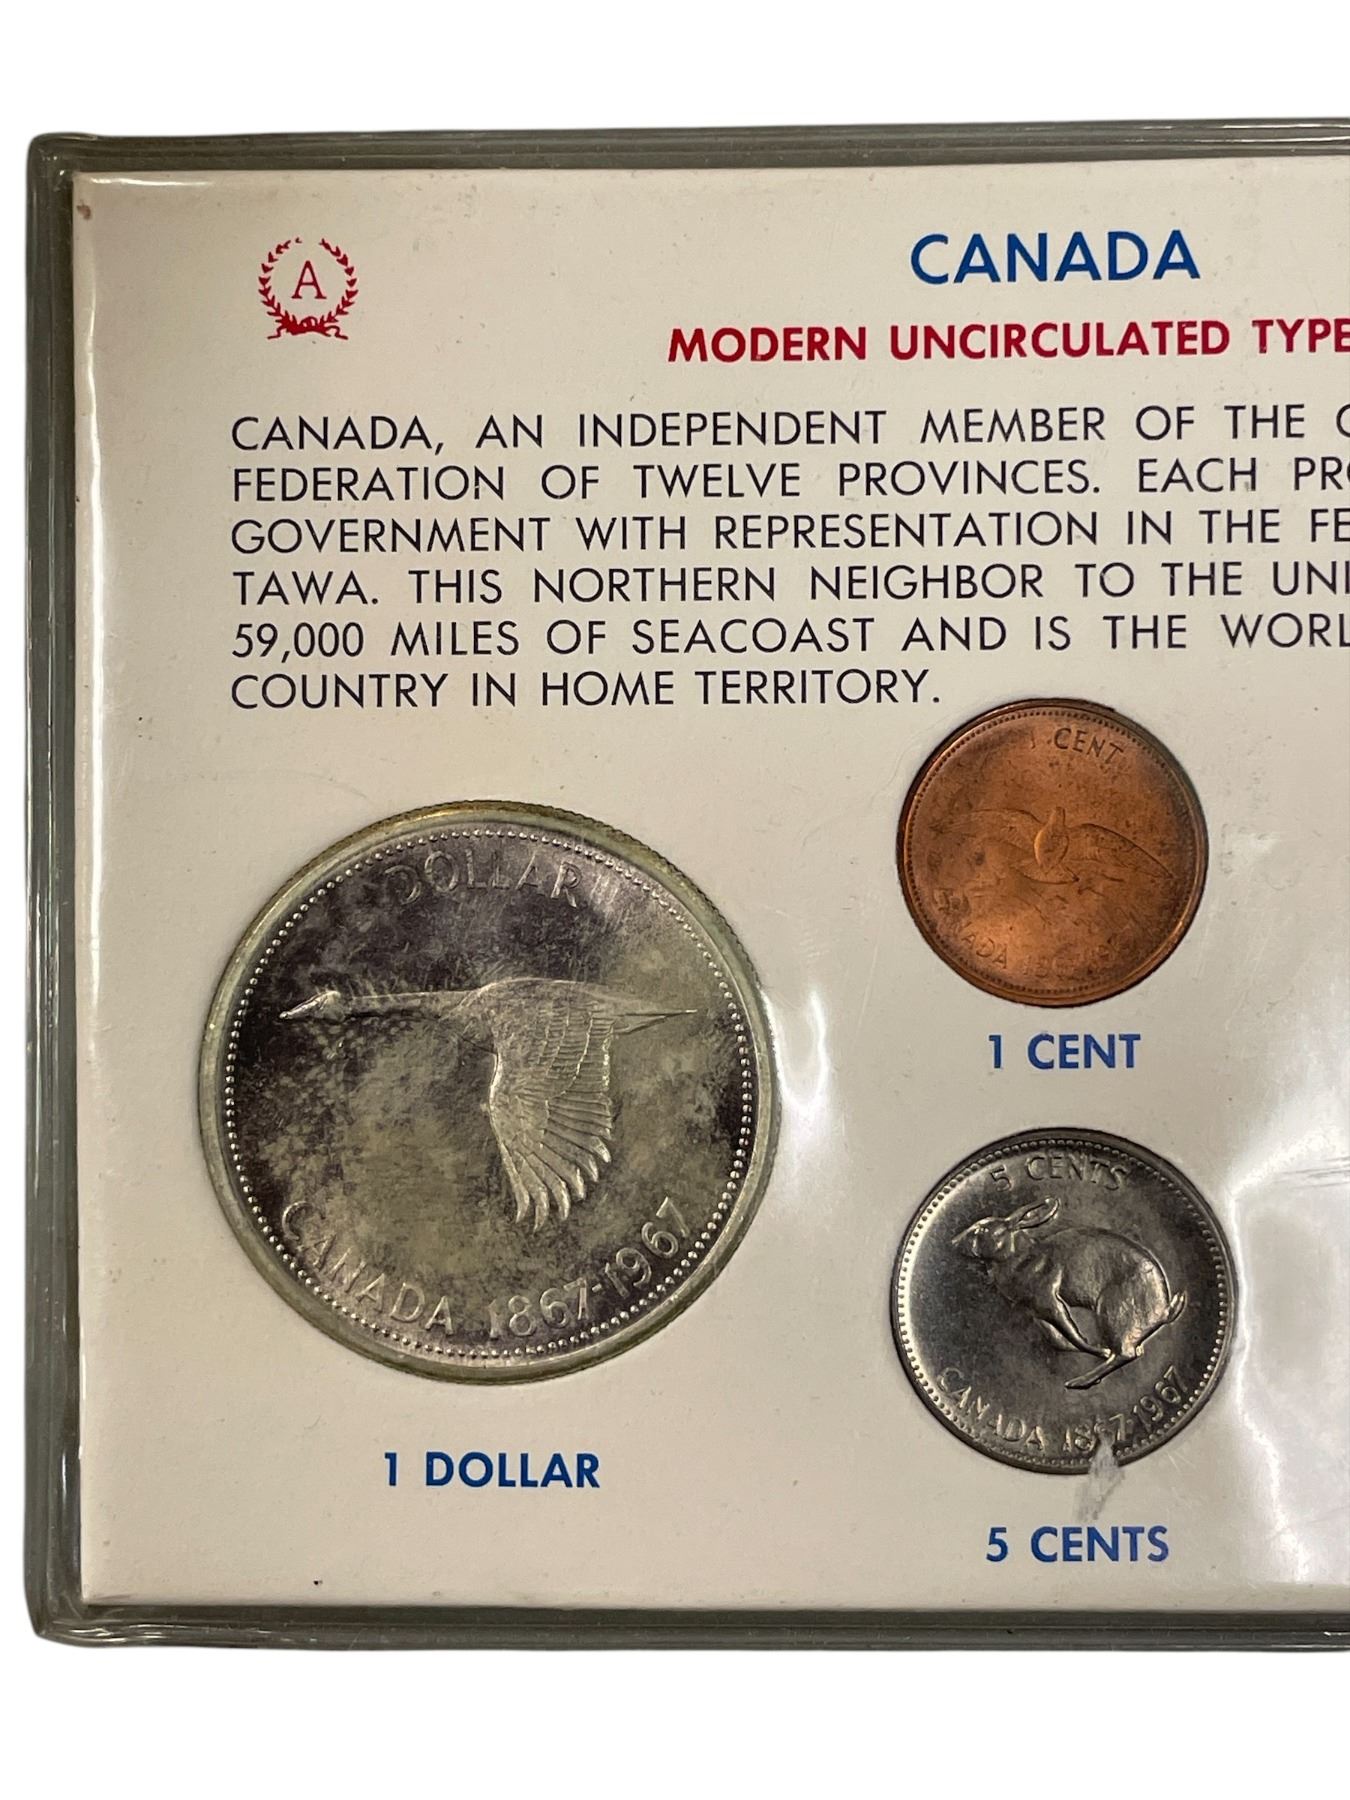 A
CANADA
MODERN UNCIRCULATED TYPE
CANADA, AN INDEPENDENT MEMBER OF THE
FEDERATION OF TWELVE PROVINCES. EACH PRO
GOVERNMENT WITH REPRESENTATION IN THE FE
TAWA. THIS NORTHERN NEIGHBOR TO THE UNI
59,000 MILES OF SEACOAST AND IS THE WORL
COUNTRY IN HOME TERRITORY.
1 CENT
CANADA
1 CENT
DOLLAR
CANADA 1867-1967
1 DOLLAR
5 CENTS
CANADA 1867-1967
5 CENTS